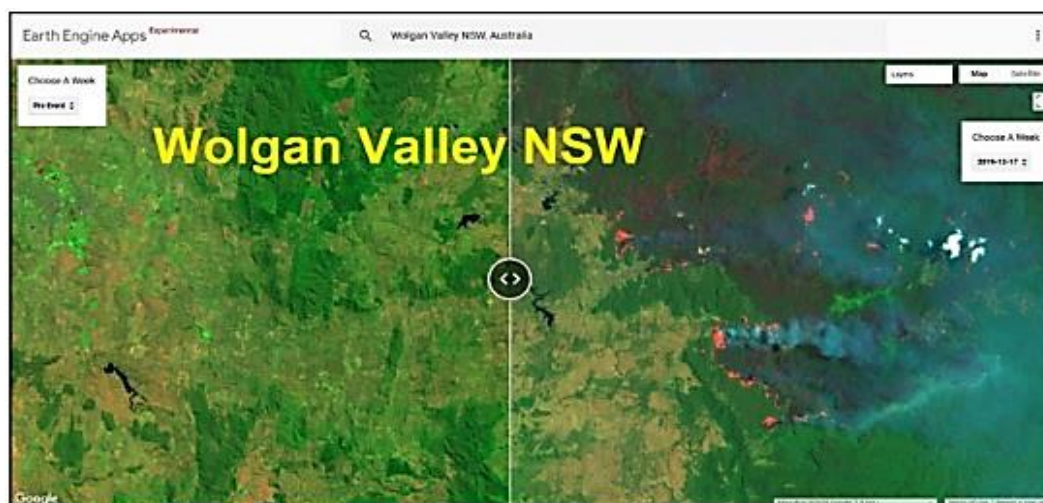 Earth Engine Apps Experimental
Wolgan Valley NSW, Australia
Choose A Week
Pre-Event
Wolgan Valley NSW
Layers
Map
Satellite
Choose A Week
2019-12-17
Google